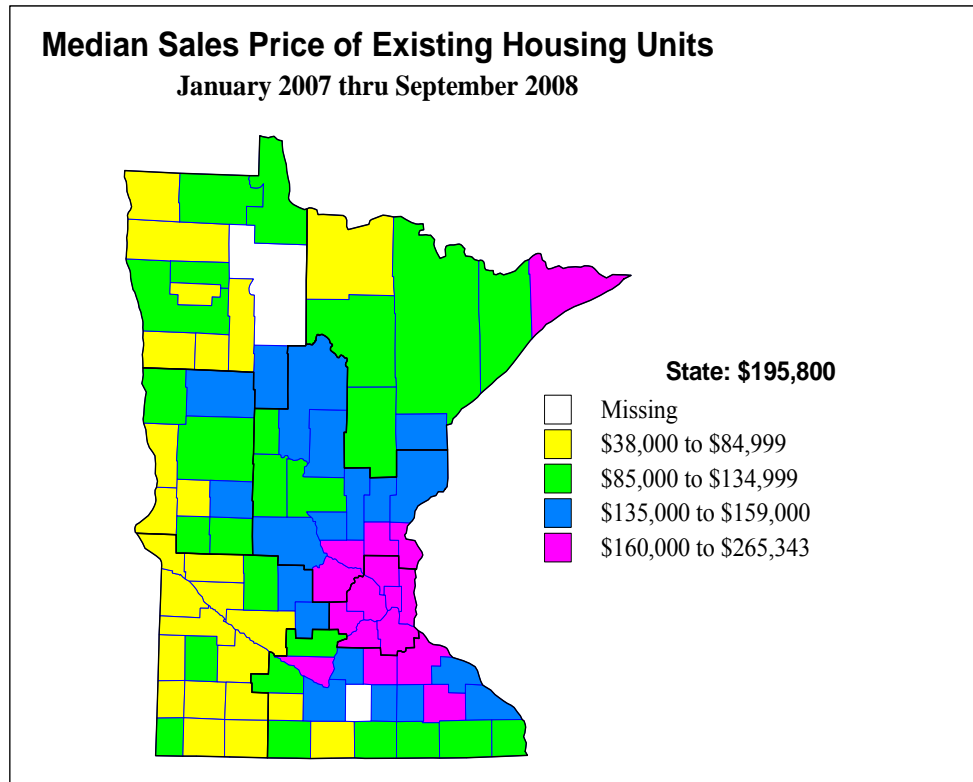 Median Sales Price of Existing Housing Units
January 2007 thru September 2008
State: $195,800
Missing
$38,000 to $84,999
$85,000 to $134,999
$135,000 to $159,000
$160,000 to $265,343